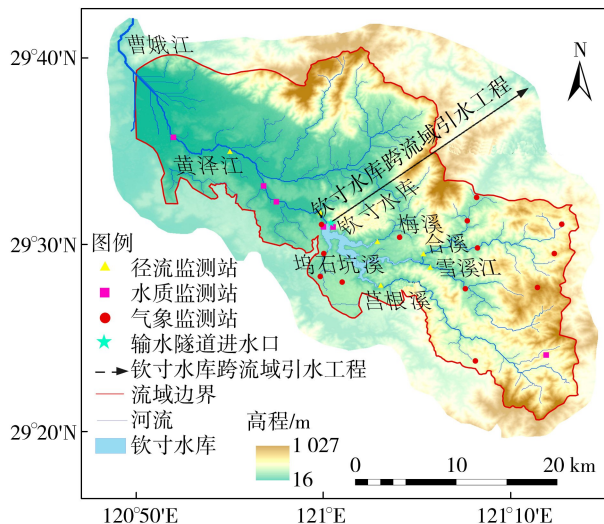 29°40′N
29°30′N
29°20′N
120°50′E
121°E
121°10′E
N
曹娥江
黄泽江
钦寸水库跨流域引水工程
钦寸水库
梅溪
合溪
雪溪江
坞石坑溪
莒根溪
图例
径流监测站
水质监测站
气象监测站
输水隧道进水口
钦寸水库跨流域引水工程
流域边界
河流
钦寸水库
高程/m
1 027
16
0 10 20 km